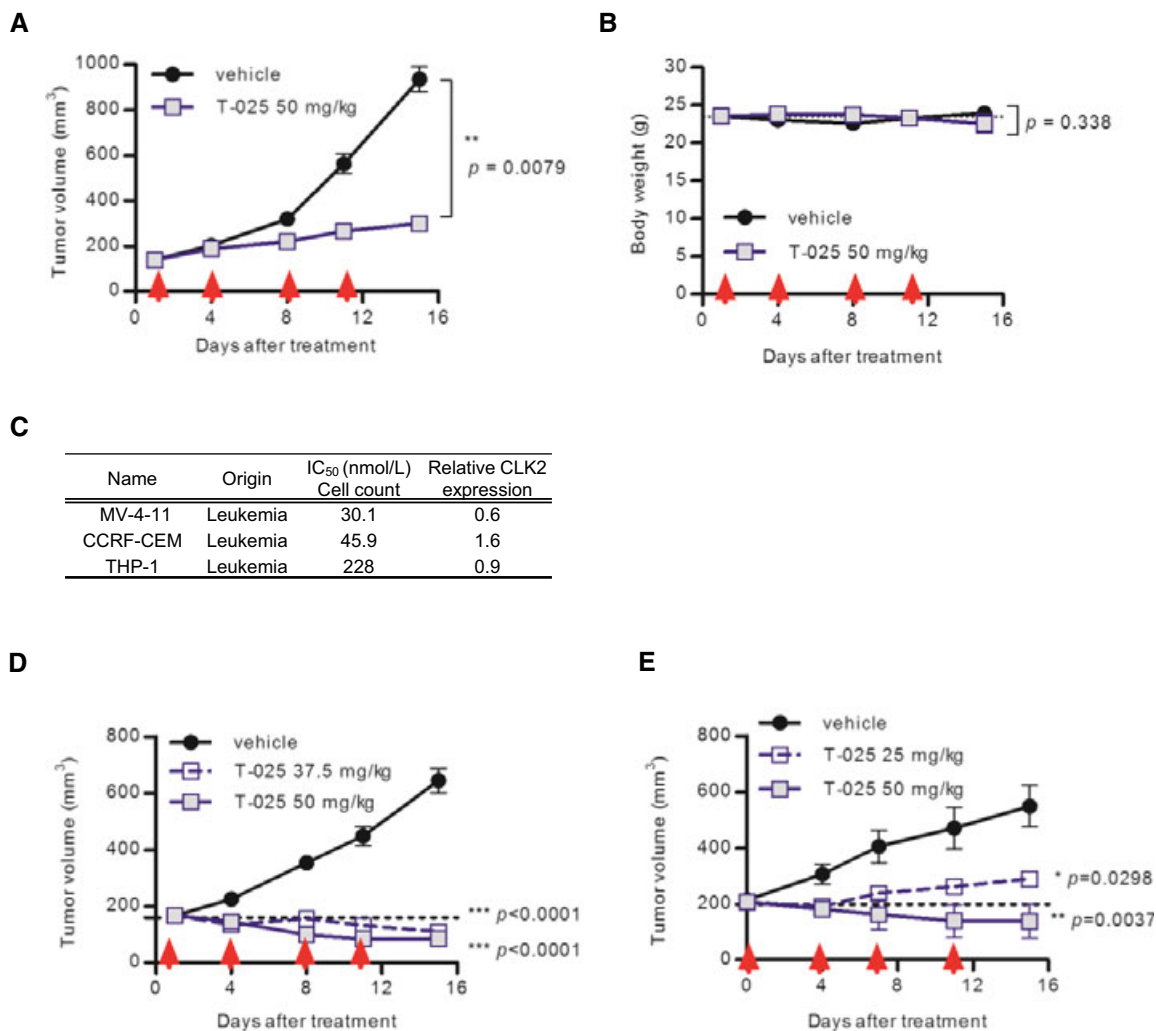 A
Tumor volume (mm³)
1000
800
600
400
200
0
vehicle
T-025 50 mg/kg
**
p = 0.0079
0 4 8 12 16
Days after treatment
B
Body weight (g)
30
25
20
15
10
5
0
p = 0.338
vehicle
T-025 50 mg/kg
0 4 8 12 16
Days after treatment
C
Name Origin IC₅₀ (nmol/L) Cell count Relative CLK2 expression
MV-4-11 Leukemia 30.1 0.6
CCRF-CEM Leukemia 45.9 1.6
THP-1 Leukemia 228 0.9
D
Tumor volume (mm³)
800
600
400
200
0
vehicle
T-025 37.5 mg/kg
T-025 50 mg/kg
*** p<0.0001
*** p<0.0001
0 4 8 12 16
Days after treatment
E
Tumor volume (mm³)
800
600
400
200
0
vehicle
T-025 25 mg/kg
T-025 50 mg/kg
* p=0.0298
** p=0.0037
0 4 8 12 16
Days after treatment